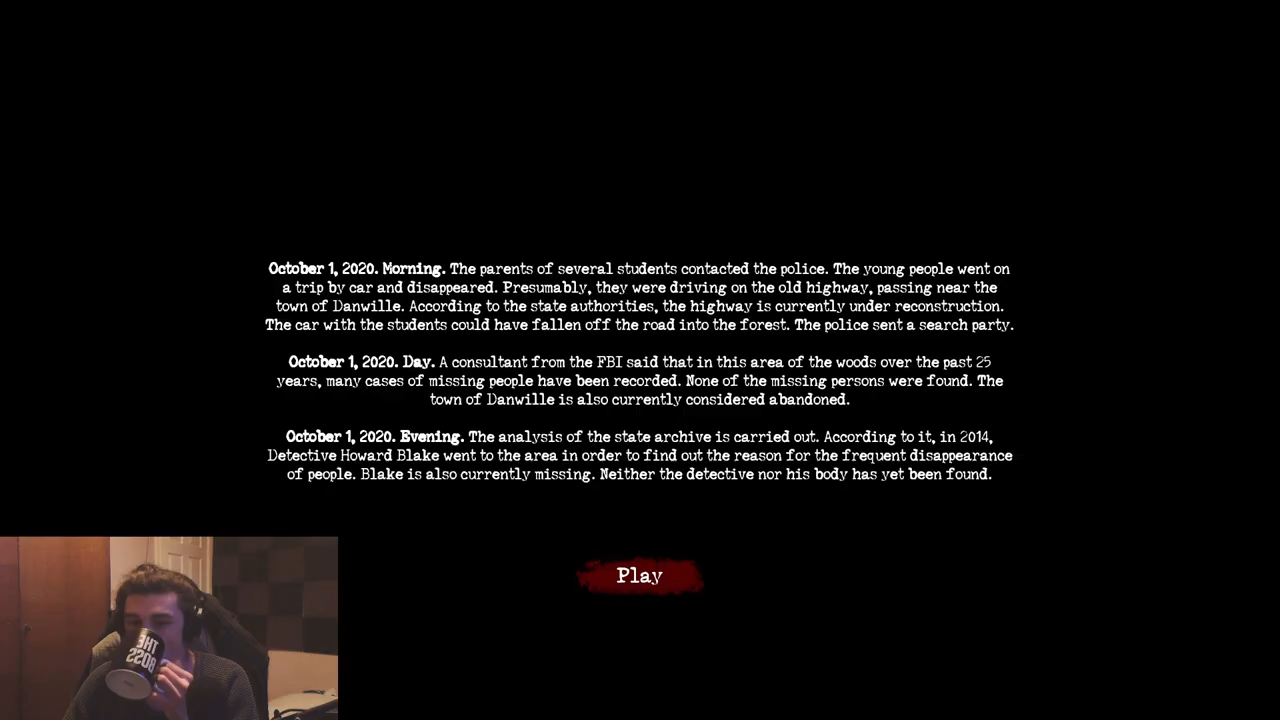 October 1, 2020. Morning. The parents of several students contacted the police. The young people went on
a trip by car and disappeared. Presumably, they were driving on the old highway, passing near the
town of Danwille. According to the state authorities, the highway is currently under reconstruction.
The car with the students could have fallen off the road into the forest. The police sent a search party.
October 1, 2020. Day. A consultant from the FBI said that in this area of the woods over the past 25
years, many cases of missing people have been recorded. None of the missing persons were found. The
town of Danwille is also currently considered abandoned.
October 1, 2020. Evening. The analysis of the state archive is carried out. According to it, in 2014,
Detective Howard Blake went to the area in order to find out the reason for the frequent disappearance
of people. Blake is also currently missing. Neither the detective nor his body has yet been found.
Play
THE
BOSS